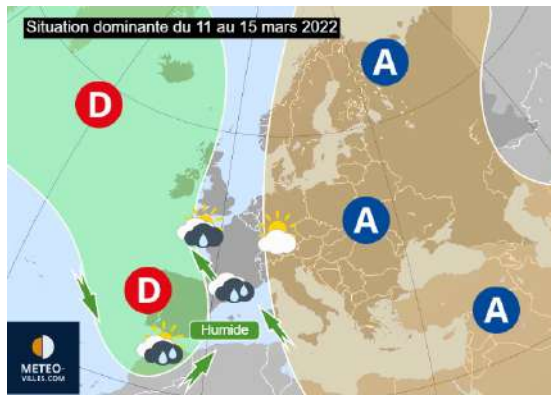 Situation dominante du 11 au 15 mars 2022
A
D
A
D
A
Humide
METEO-
VILLES.COM